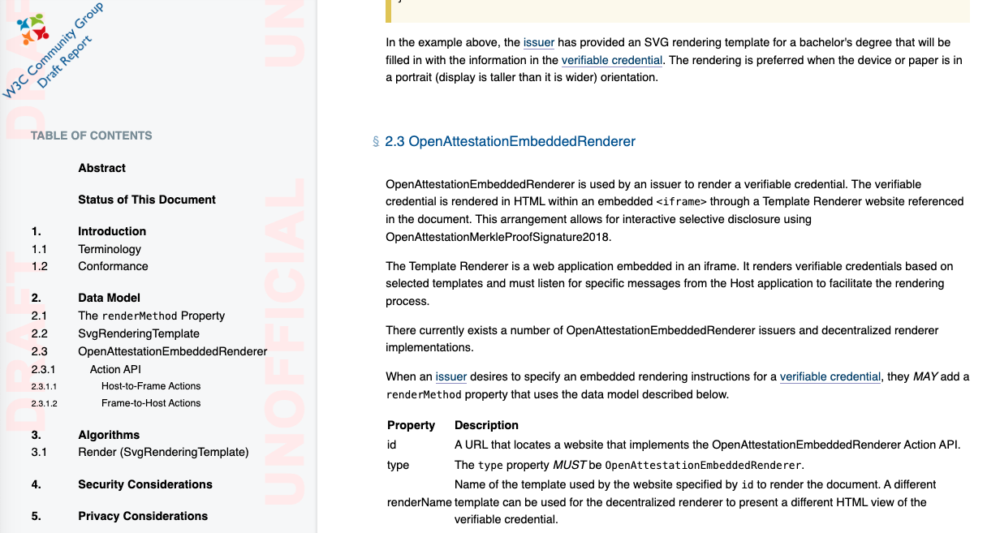 W3C Community Group
Draft Report
DRAFT
DRAFT
UN
UNOFFICIAL
TABLE OF CONTENTS
Abstract
Status of This Document
1. Introduction
1.1 Terminology
1.2 Conformance
2. Data Model
2.1 The renderMethod Property
2.2 SvgRenderingTemplate
2.3 OpenAttestationEmbeddedRenderer
2.3.1 Action API
2.3.1.1 Host-to-Frame Actions
2.3.1.2 Frame-to-Host Actions
3. Algorithms
3.1 Render (SvgRenderingTemplate)
4. Security Considerations
5. Privacy Considerations
In the example above, the issuer has provided an SVG rendering template for a bachelor's degree that will be
filled in with the information in the verifiable credential. The rendering is preferred when the device or paper is in
a portrait (display is taller than it is wider) orientation.
§ 2.3 OpenAttestationEmbeddedRenderer
OpenAttestationEmbeddedRenderer is used by an issuer to render a verifiable credential. The verifiable
credential is rendered in HTML within an embedded <iframe> through a Template Renderer website referenced
in the document. This arrangement allows for interactive selective disclosure using
OpenAttestationMerkleProofSignature2018.
The Template Renderer is a web application embedded in an iframe. It renders verifiable credentials based on
selected templates and must listen for specific messages from the Host application to facilitate the rendering
process.
There currently exists a number of OpenAttestationEmbeddedRenderer issuers and decentralized renderer
implementations.
When an issuer desires to specify an embedded rendering instructions for a verifiable credential, they MAY add a
renderMethod property that uses the data model described below.
Property Description
id A URL that locates a website that implements the OpenAttestationEmbeddedRenderer Action API.
type The type property MUST be OpenAttestationEmbeddedRenderer.
Name of the template used by the website specified by id to render the document. A different
renderName template can be used for the decentralized renderer to present a different HTML view of the
verifiable credential.